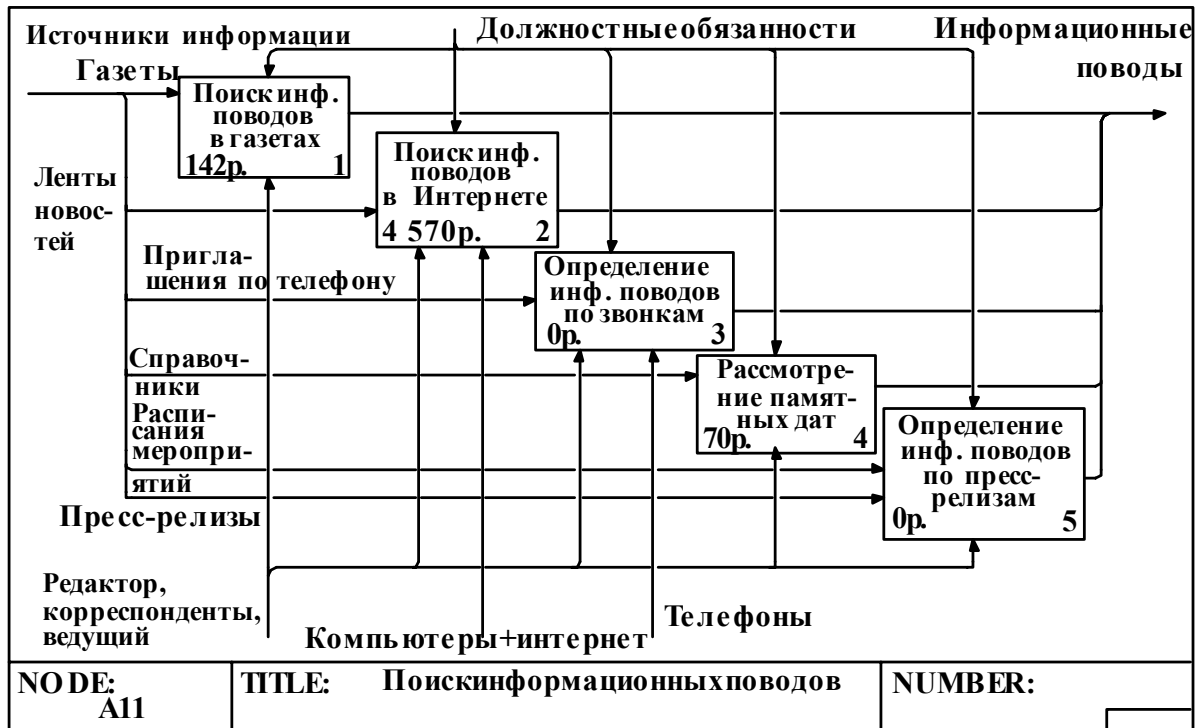 Источники информации
Должностные обязанности
Информационные
поводы
Газеты
Поиск инф.
поводов
в газетах
142р. 1
Ленты
новос-
тей
Поиск инф.
поводов
в Интернете
4 570р. 2
Пригла-
шения по телефону
Определение
инф. поводов
по звонкам
0р. 3
Справоч-
ники
Распи-
сания
меропри-
ятий
Рассмотре-
ние памят-
ных дат
70р. 4
Определение
инф. поводов
по пресс-
релизам
0р. 5
Пресс-релизы
Редактор,
корреспонденты,
ведущий
Компьютеры+интернет
Телефоны
NODE:
A11
TITLE: Поиск информационных поводов
NUMBER: